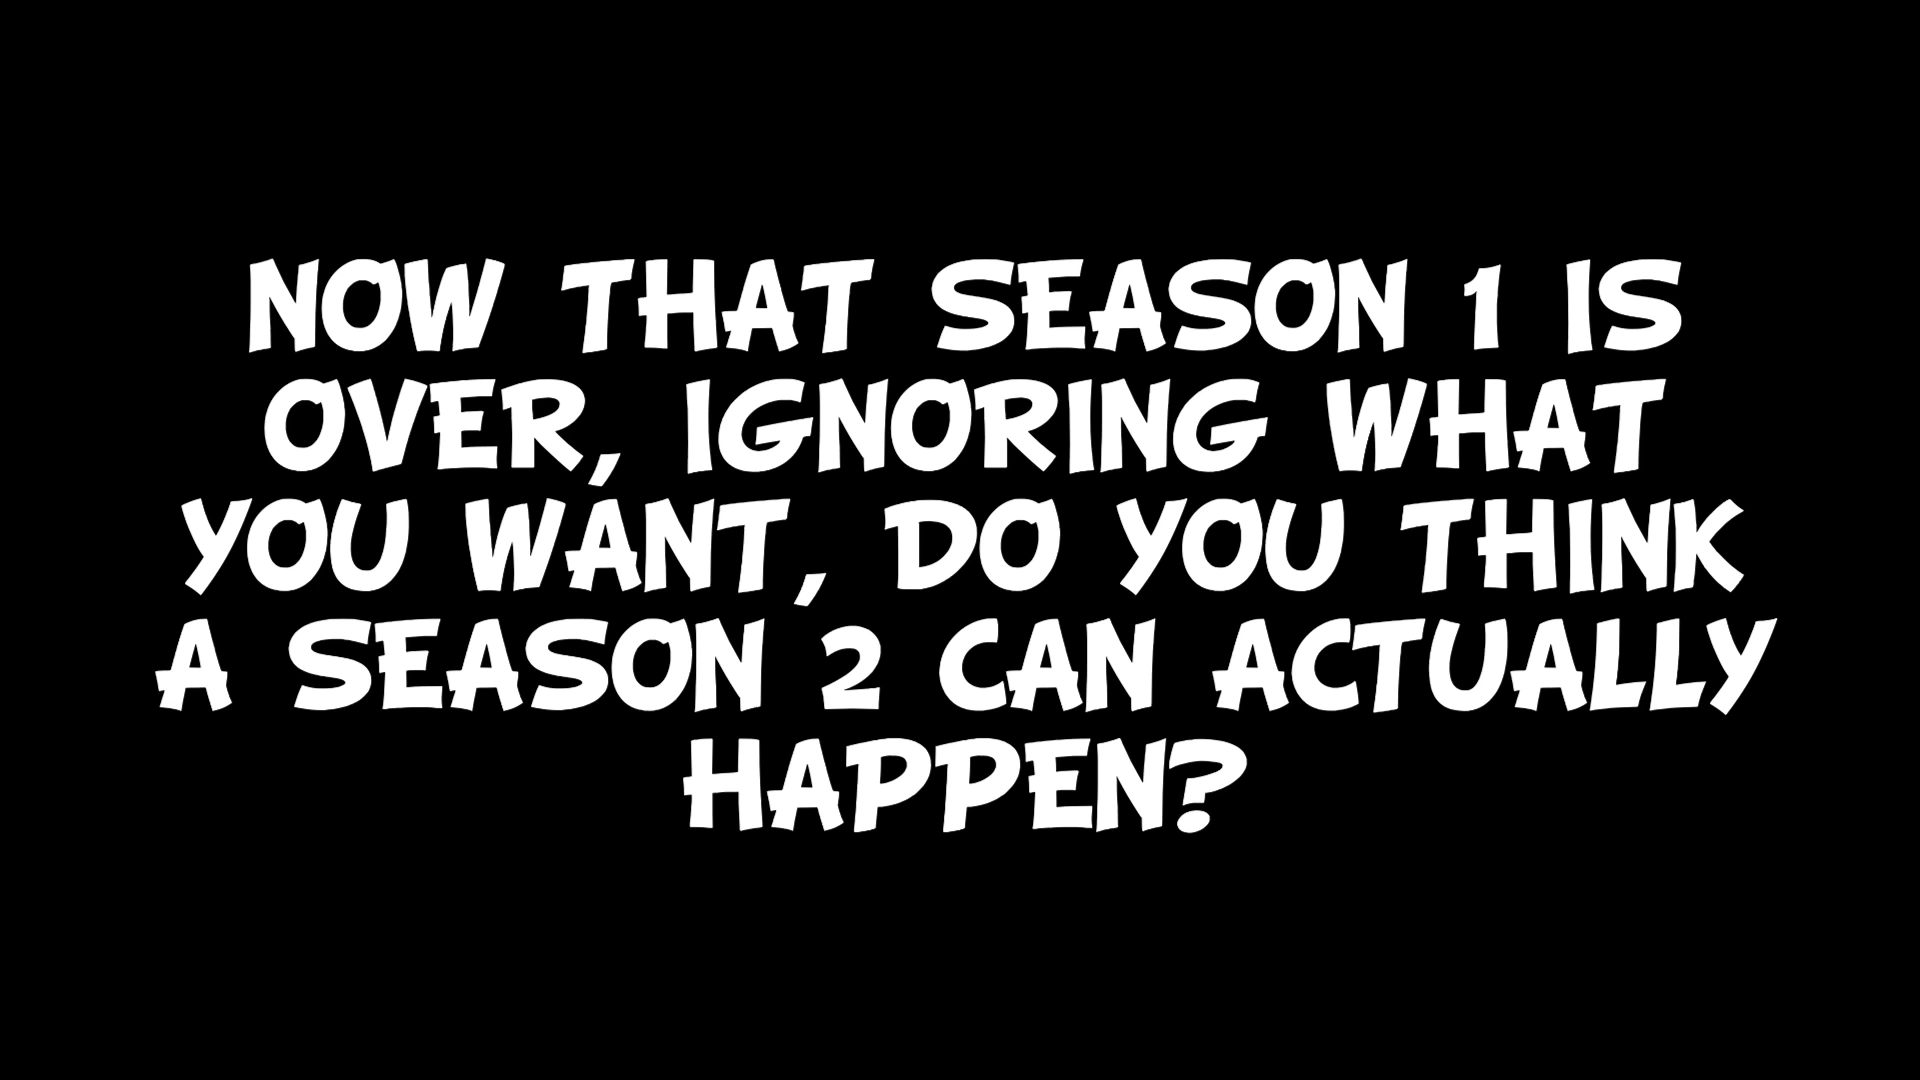 NOW THAT SEASON 1 IS
OVER, IGNORING WHAT
YOU WANT, DO YOU THINK
A SEASON 2 CAN ACTUALLY
HAPPEN?